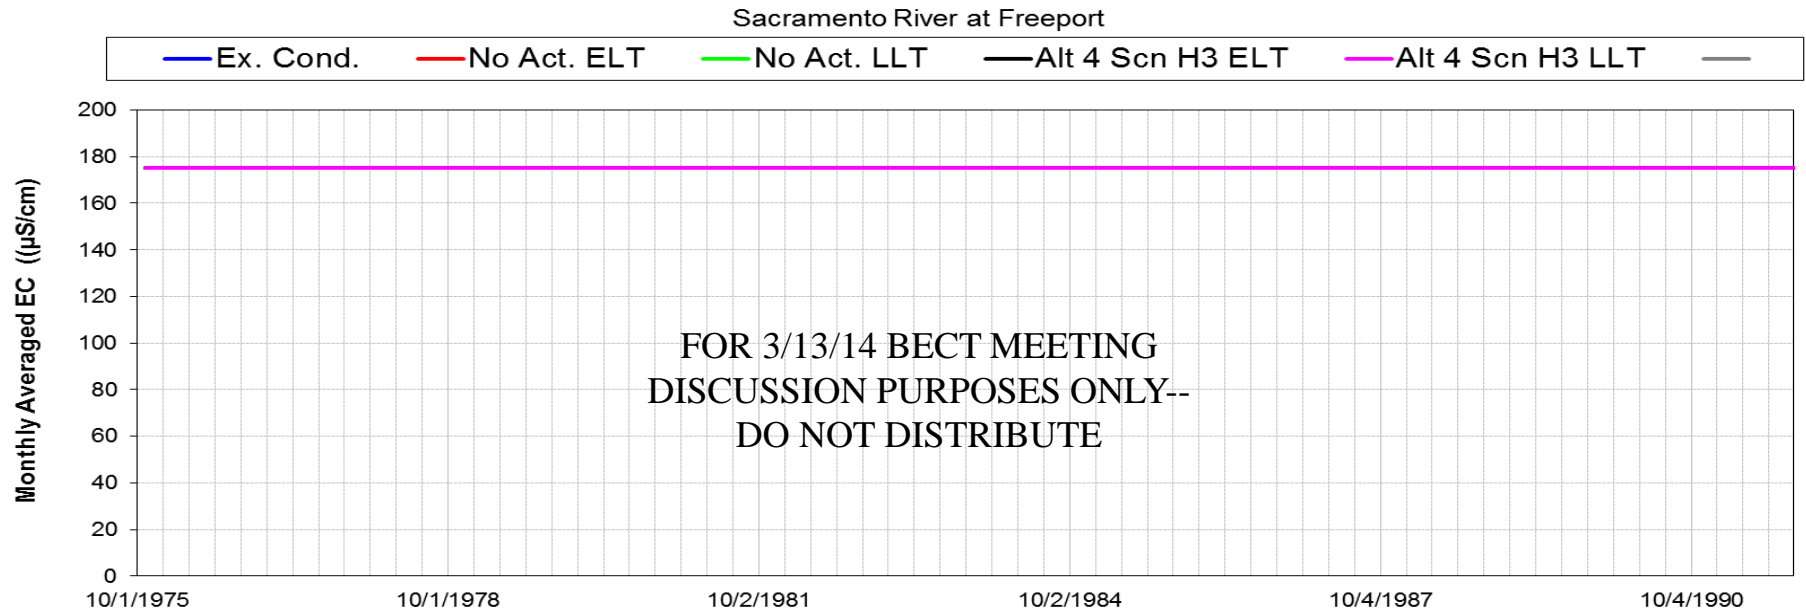 Sacramento River at Freeport
Ex. Cond. No Act. ELT No Act. LLT Alt 4 Scn H3 ELT Alt 4 Scn H3 LLT
Monthly Averaged EC ((µS/cm)
200
180
160
140
120
100
80
60
40
20
0
FOR 3/13/14 BECT MEETING
DISCUSSION PURPOSES ONLY--
DO NOT DISTRIBUTE
10/1/1975 10/1/1978 10/2/1981 10/2/1984 10/4/1987 10/4/1990